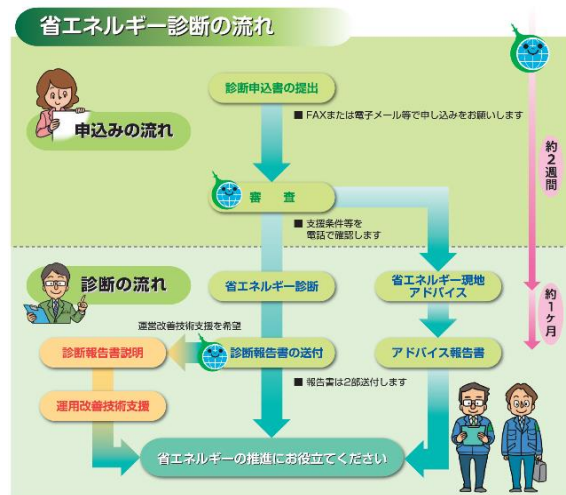 省エネルギー診断の流れ
診断申込書の提出
■ FAXまたは電子メール等で申し込みをお願いします
申込みの流れ
約2週間
審 査
■ 支援条件等を
電話で確認します
診断の流れ
省エネルギー診断
省エネルギー現地
アドバイス
約1ヶ月
運営改善技術支援を希望
診断報告書説明
診断報告書の送付
アドバイス報告書
■ 報告書は2部送付します
運用改善技術支援
省エネルギーの推進にお役立てください